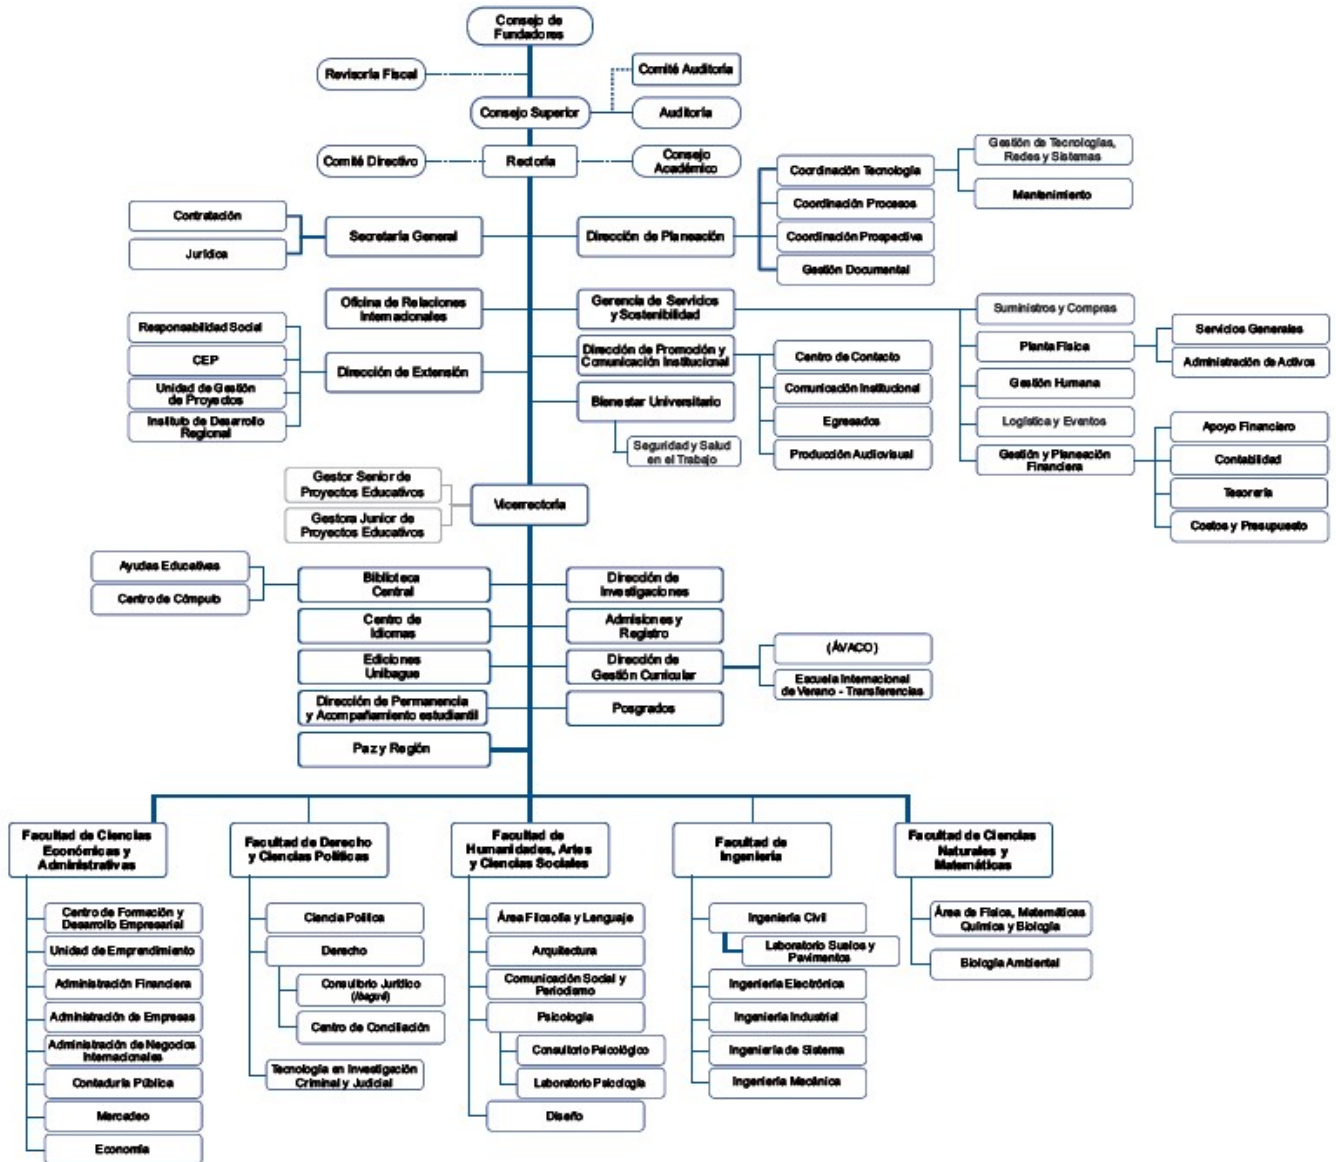 Consejo de
Fundadores
Revisoría Fiscal
Comité Auditoría
Consejo Superior
Auditoría
Comité Directivo
Rectoría
Consejo
Académico
Gestión de Tecnologías,
Redes y Sistemas
Coordinación Tecnología
Mantenimiento
Coordinación Procesos
Contratación
Secretaría General
Dirección de Planeación
Coordinación Prospectiva
Jurídica
Gestión Documental
Oficina de Relaciones
Internacionales
Gerencia de Servicios
y Sostenibilidad
Suministros y Compras
Responsabilidad Social
Servicios Generales
CEP
Dirección de Extensión
Dirección de Promoción y
Comunicación Institucional
Centro de Contacto
Planta Física
Administración de Activos
Unidad de Gestión
de Proyectos
Comunicación Institucional
Gestión Humana
Bienestar Universitario
Instituto de Desarrollo
Regional
Egresados
Logística y Eventos
Apoyo Financiero
Seguridad y Salud
en el Trabajo
Producción Audiovisual
Gestión y Planeación
Financiera
Contabilidad
Gestor Senior de
Proyectos Educativos
Vicerrectoría
Tesorería
Gestora Junior de
Proyectos Educativos
Costos y Presupuesto
Ayudas Educativas
Biblioteca
Central
Dirección de
Investigaciones
Centro de Cómputo
Centro de
Idiomas
Admisiones y
Registro
(ÁVACO)
Ediciones
Unibague
Dirección de
Gestión Curricular
Escuela Internacional
de Verano - Transferencias
Dirección de Permanencia
y Acompañamiento estudiantil
Posgrados
Paz y Región
Facultad de Ciencias
Económicas y
Administrativas
Facultad de Derecho
y Ciencias Políticas
Facultad de
Humanidades, Artes
y Ciencias Sociales
Facultad de
Ingeniería
Facultad de Ciencias
Naturales y
Matemáticas
Centro de Formación y
Desarrollo Empresarial
Unidad de Emprendimiento
Administración Financiera
Administración de Empresas
Administración de Negocios
Internacionales
Contaduría Pública
Mercadeo
Economía
Ciencia Política
Derecho
Consultorio Jurídico
(Ibagué)
Centro de Conciliación
Tecnología en Investigación
Criminal y Judicial
Área Filosofía y Lenguaje
Arquitectura
Comunicación Social y
Periodismo
Psicología
Consultorio Psicológico
Laboratorio Psicología
Diseño
Ingeniería Civil
Laboratorio Suelos y
Pavimentos
Ingeniería Electrónica
Ingeniería Industrial
Ingeniería de Sistema
Ingeniería Mecánica
Área de Física, Matemáticas
Química y Biología
Biología Ambiental